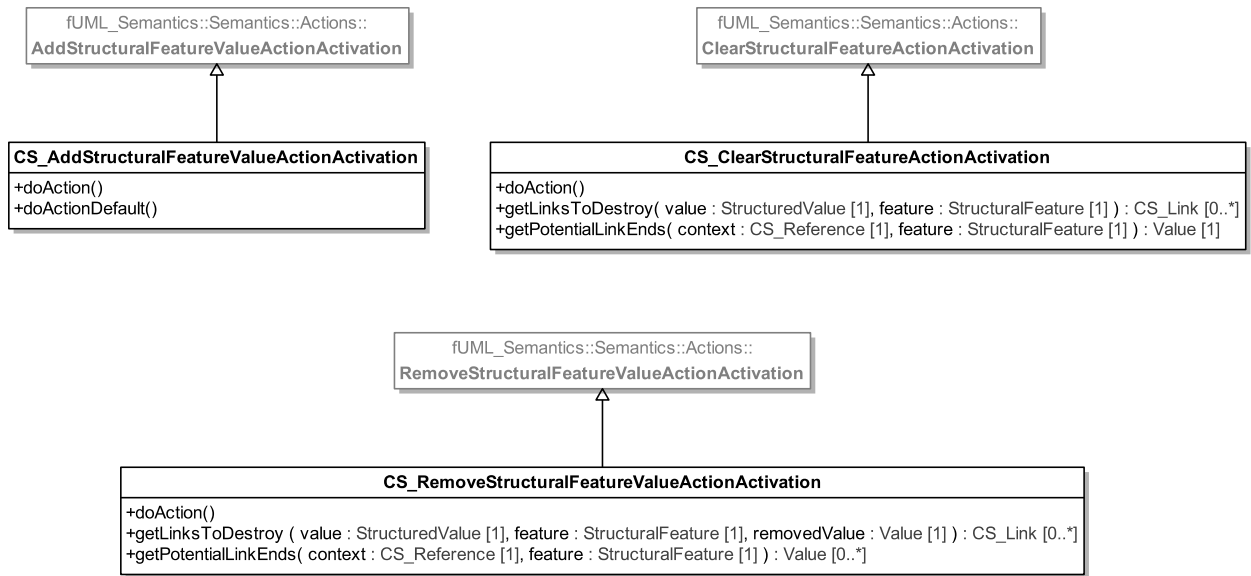 fUML_Semantics::Semantics::Actions::
AddStructuralFeatureValueActionActivation
fUML_Semantics::Semantics::Actions::
ClearStructuralFeatureActionActivation
CS_AddStructuralFeatureValueActionActivation
+doAction()
+doActionDefault()
CS_ClearStructuralFeatureActionActivation
+doAction()
+getLinksToDestroy( value : StructuredValue [1], feature : StructuralFeature [1] ) : CS_Link [0..*]
+getPotentialLinkEnds( context : CS_Reference [1], feature : StructuralFeature [1] ) : Value [1]
fUML_Semantics::Semantics::Actions::
RemoveStructuralFeatureValueActionActivation
CS_RemoveStructuralFeatureValueActionActivation
+doAction()
+getLinksToDestroy ( value : StructuredValue [1], feature : StructuralFeature [1], removedValue : Value [1] ) : CS_Link [0..*]
+getPotentialLinkEnds( context : CS_Reference [1], feature : StructuralFeature [1] ) : Value [0..*]